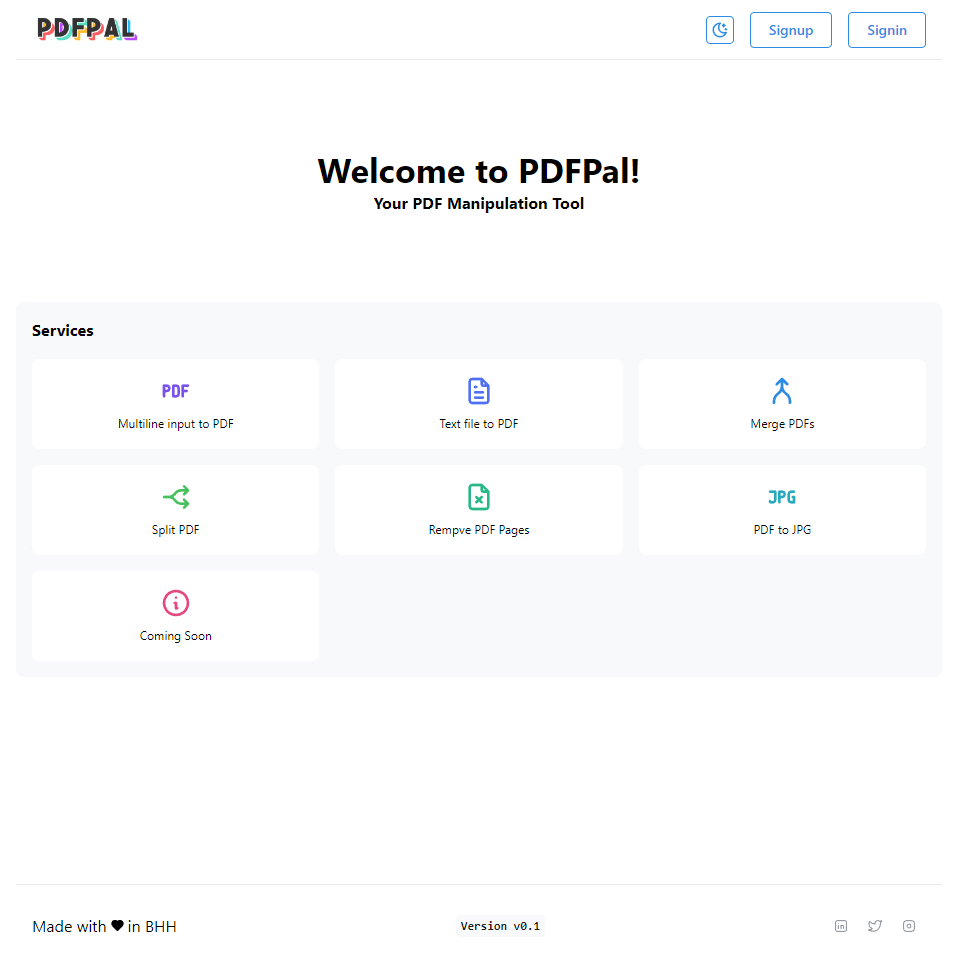 PDFPAL
Signup
Signin
Welcome to PDFPal!
Your PDF Manipulation Tool
Services
PDF
Multiline input to PDF
Text file to PDF
Merge PDFs
Split PDF
Rempve PDF Pages
JPG
PDF to JPG
Coming Soon
Made with ♥ in BHH
Version v0.1
in